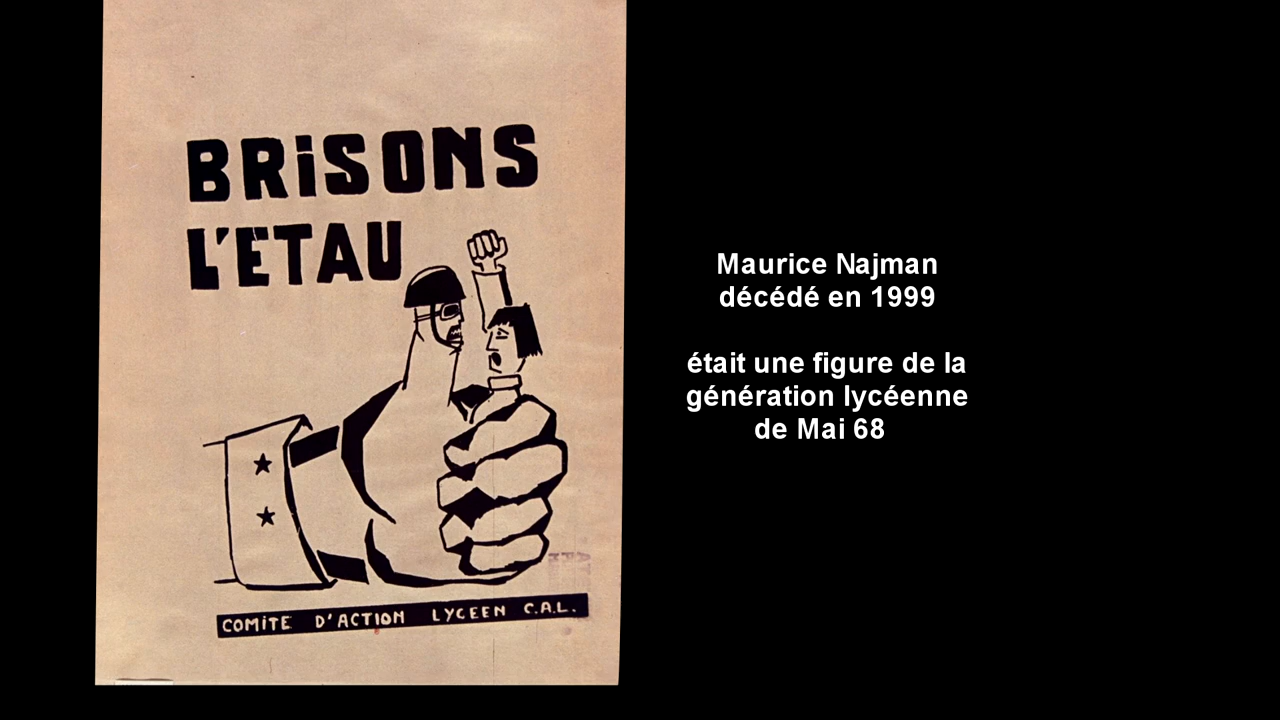 BRiSONS
L'ETAU
COMiTE D'ACTION LYCEEN C.A.L.
Maurice Najman
décédé en 1999
était une figure de la
génération lycéenne
de Mai 68